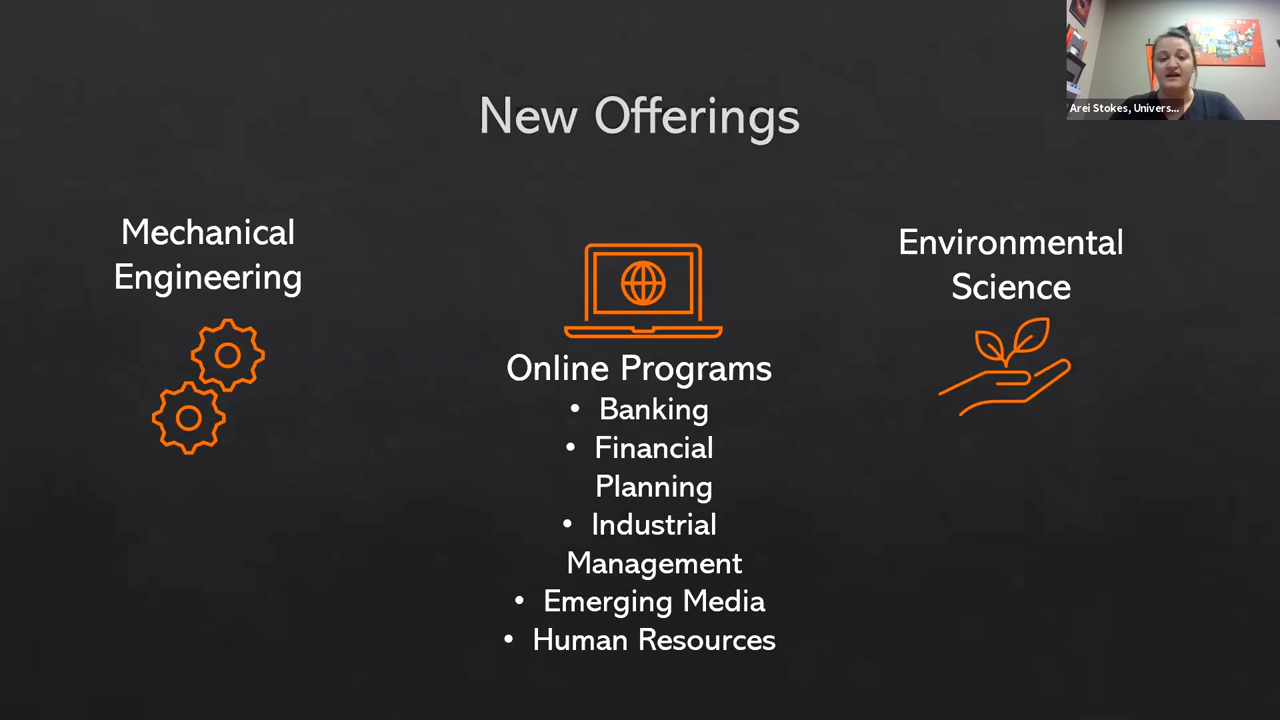 New Offerings
Arei Stokes, Univers...
Mechanical
Engineering
Online Programs
• Banking
• Financial
Planning
• Industrial
Management
• Emerging Media
• Human Resources
Environmental
Science